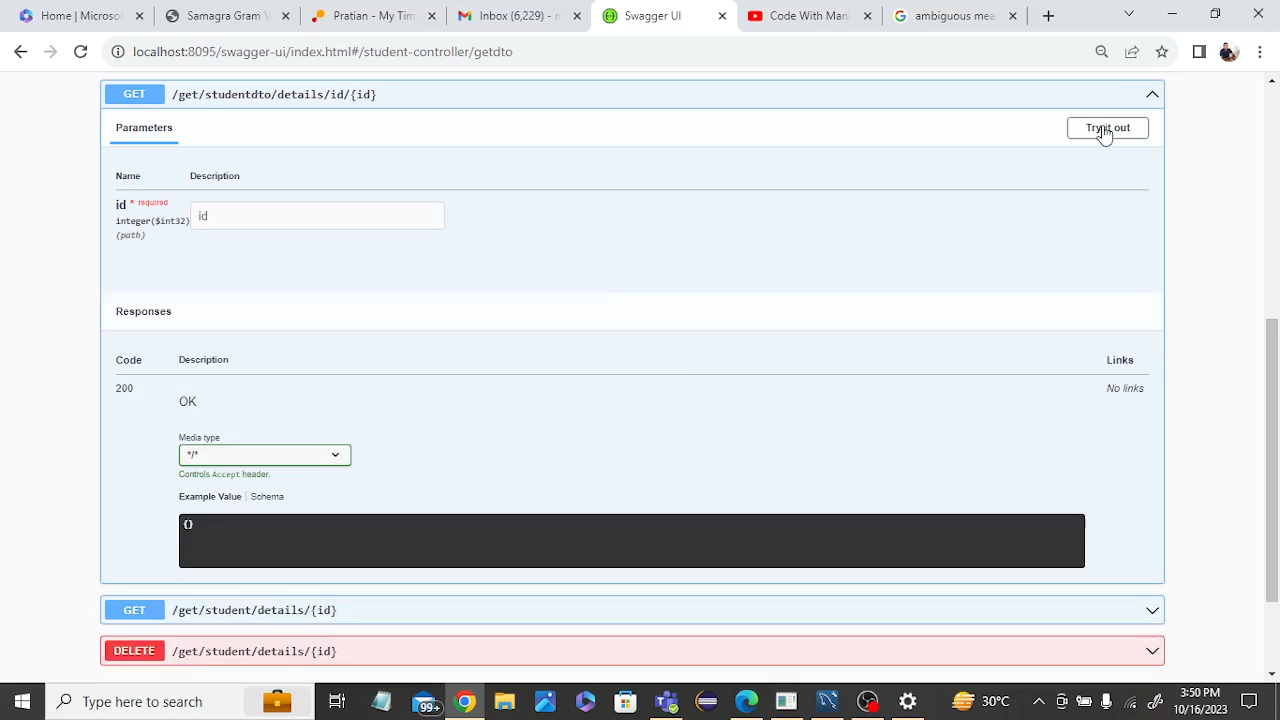 Home | Microsoft
Samagra Gram V
Pratian - My Tim
Inbox (6,229) - n
Swagger UI
Code With Mani
ambiguous mea
localhost:8095/swagger-ui/index.html#/student-controller/getdto
GET /get/studentdto/details/id/{id}
Parameters
Try it out
Name Description
id * required
integer($int32)
id
(path)
Responses
Code Description Links
200
No links
OK
Media type
*/*
Controls Accept header.
Example Value | Schema
{}
GET /get/student/details/{id}
DELETE /get/student/details/{id}
Type here to search
99+
30°C
3:50 PM
10/16/2023